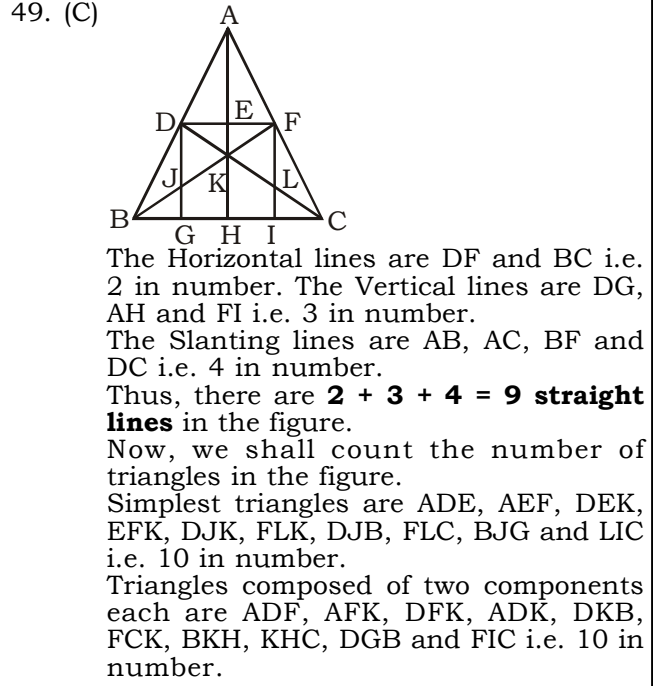 49. (C)
A
E
D F
J K L
B C
G H I
The Horizontal lines are DF and BC i.e.
2 in number. The Vertical lines are DG,
AH and FI i.e. 3 in number.
The Slanting lines are AB, AC, BF and
DC i.e. 4 in number.
Thus, there are 2 + 3 + 4 = 9 straight
lines in the figure.
Now, we shall count the number of
triangles in the figure.
Simplest triangles are ADE, AEF, DEK,
EFK, DJK, FLK, DJB, FLC, BJG and LIC
i.e. 10 in number.
Triangles composed of two components
each are ADF, AFK, DFK, ADK, DKB,
FCK, BKH, KHC, DGB and FIC i.e. 10 in
number.